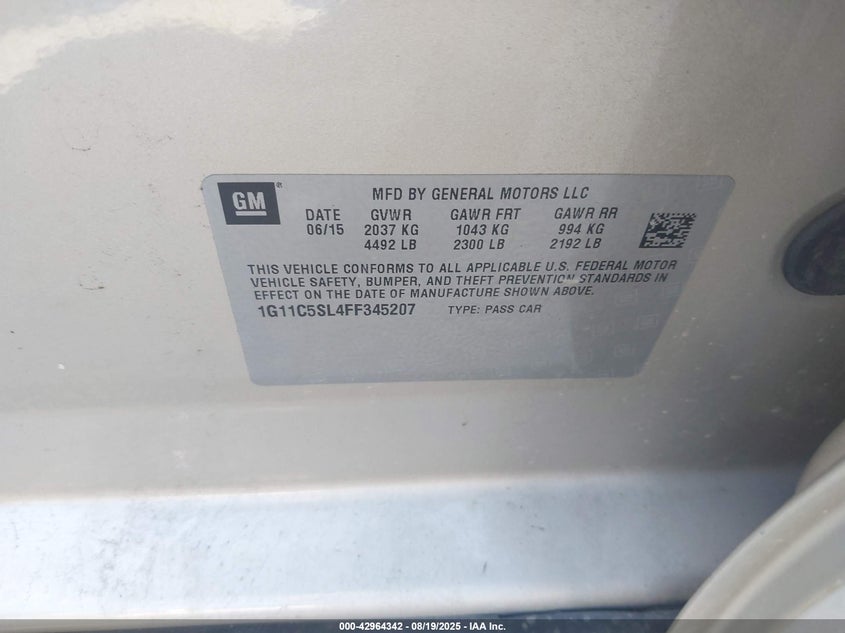 GM®
MFD BY GENERAL MOTORS LLC
DATE GVWR GAWR FRT GAWR RR
06/15 2037 KG 1043 KG 994 KG
4492 LB 2300 LB 2192 LB
THIS VEHICLE CONFORMS TO ALL APPLICABLE U.S. FEDERAL MOTOR
VEHICLE SAFETY, BUMPER, AND THEFT PREVENTION STANDARDS IN
EFFECT ON THE DATE OF MANUFACTURE SHOWN ABOVE.
1G11C5SL4FF345207 TYPE: PASS CAR
000-42964342 - 08/19/2025 - IAA Inc.